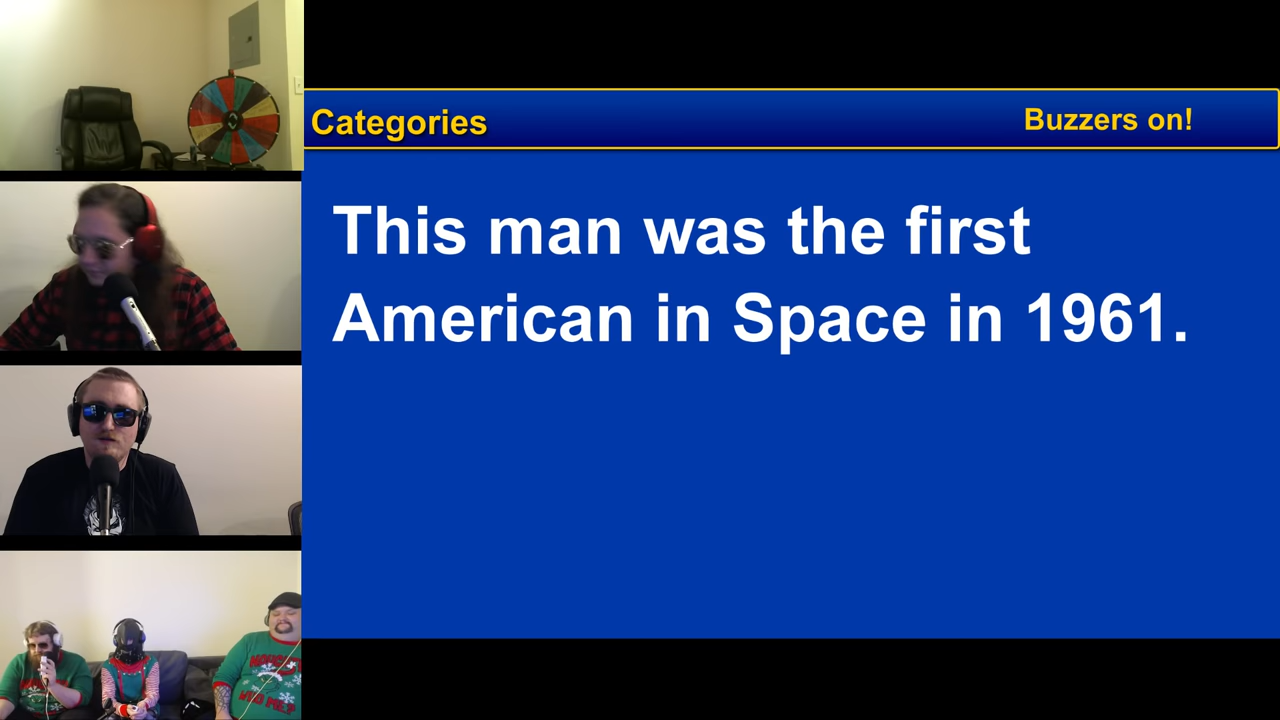 Categories
Buzzers on!
This man was the first
American in Space in 1961.